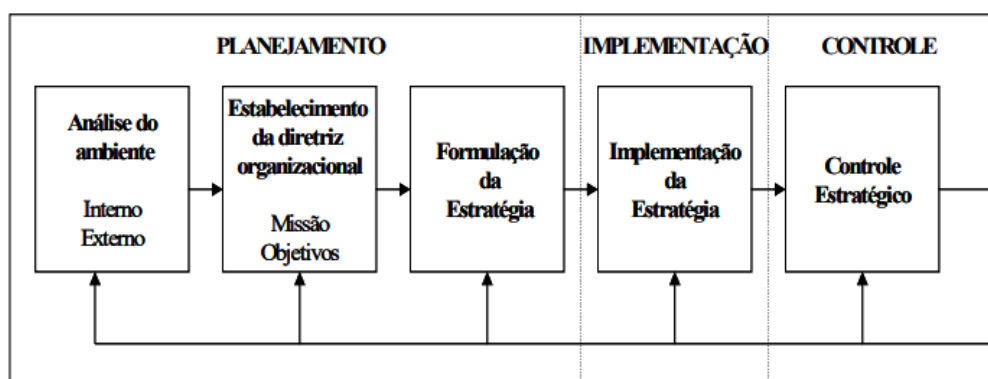 PLANEJAMENTO
IMPLEMENTAÇÃO
CONTROLE
Análise do
ambiente
Interno
Externo
Estabelecimento
da diretriz
organizacional
Missão
Objetivos
Formulação
da
Estratégia
Implementação
da
Estratégia
Controle
Estratégico